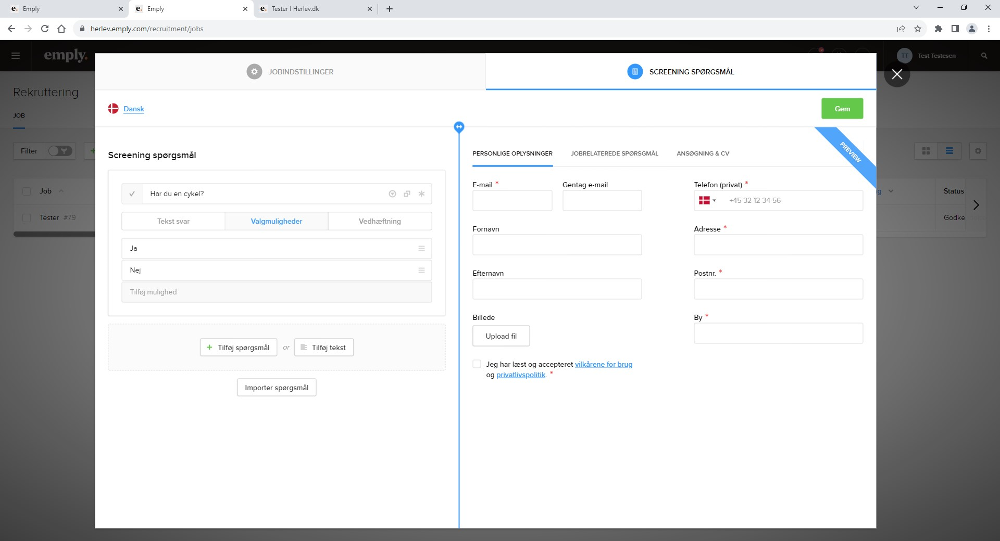 Emply
Emply
Tester I Herlev.dk
herlev.emply.com/recruitment/jobs
emply.
TT
Test Testesen
JOBINDSTILLINGER
SCREENING SPØRGSMÅL
Rekruttering
JOB
Dansk
Gem
Filter
PREVIEW
Screening spørgsmål
PERSONLIGE OPLYSNINGER
JOBRELATEREDE SPØRSGMÅL
ANSØGNING & CV
Har du en cykel?
E-mail *
Gentag e-mail
Telefon (privat) *
Job
Status
+45 32 12 34 56
Tester #79
Godke
Tekst svar
Valgmuligheder
Vedhæftning
Fornavn
Adresse *
Ja
Nej
Efternavn
Postnr. *
Tilføj mulighed
Billede
By *
Upload fil
Tilføj spørgsmål
or
Tilføj tekst
Jeg har læst og accepteret vilkårene for brug
og privatlivspolitik. *
Importer spørgsmål